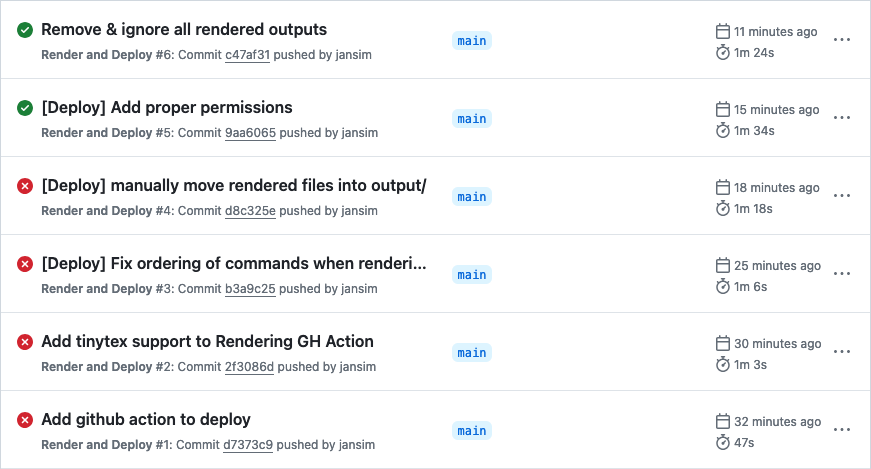 Remove & ignore all rendered outputs
Render and Deploy #6: Commit c47af31 pushed by jansim
main
11 minutes ago
1m 24s
[Deploy] Add proper permissions
Render and Deploy #5: Commit 9aa6065 pushed by jansim
main
15 minutes ago
1m 34s
[Deploy] manually move rendered files into output/
Render and Deploy #4: Commit d8c325e pushed by jansim
main
18 minutes ago
1m 18s
[Deploy] Fix ordering of commands when renderi...
Render and Deploy #3: Commit b3a9c25 pushed by jansim
main
25 minutes ago
1m 6s
Add tinytex support to Rendering GH Action
Render and Deploy #2: Commit 2f3086d pushed by jansim
main
30 minutes ago
1m 3s
Add github action to deploy
Render and Deploy #1: Commit d7373c9 pushed by jansim
main
32 minutes ago
47s